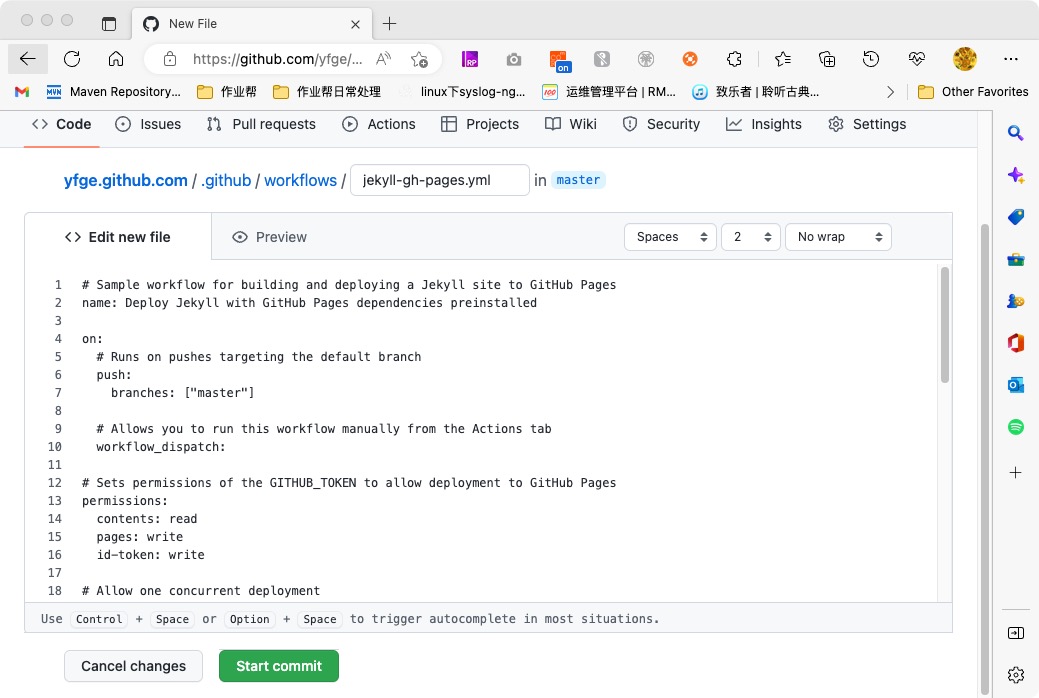 New File
https://github.com/yfge/...
on
Maven Repository... 作业帮 作业帮日常处理 linux下syslog-ng... 运维管理平台 | RM... 致乐者 | 聆听古典... Other Favorites
Code Issues Pull requests Actions Projects Wiki Security Insights Settings
yfge.github.com / .github / workflows / jekyll-gh-pages.yml in master
Edit new file Preview Spaces 2 No wrap
1 # Sample workflow for building and deploying a Jekyll site to GitHub Pages
2 name: Deploy Jekyll with GitHub Pages dependencies preinstalled
3
4 on:
5 # Runs on pushes targeting the default branch
6 push:
7 branches: ["master"]
8
9 # Allows you to run this workflow manually from the Actions tab
10 workflow_dispatch:
11
12 # Sets permissions of the GITHUB_TOKEN to allow deployment to GitHub Pages
13 permissions:
14 contents: read
15 pages: write
16 id-token: write
17
18 # Allow one concurrent deployment
Use Control + Space or Option + Space to trigger autocomplete in most situations.
Cancel changes Start commit